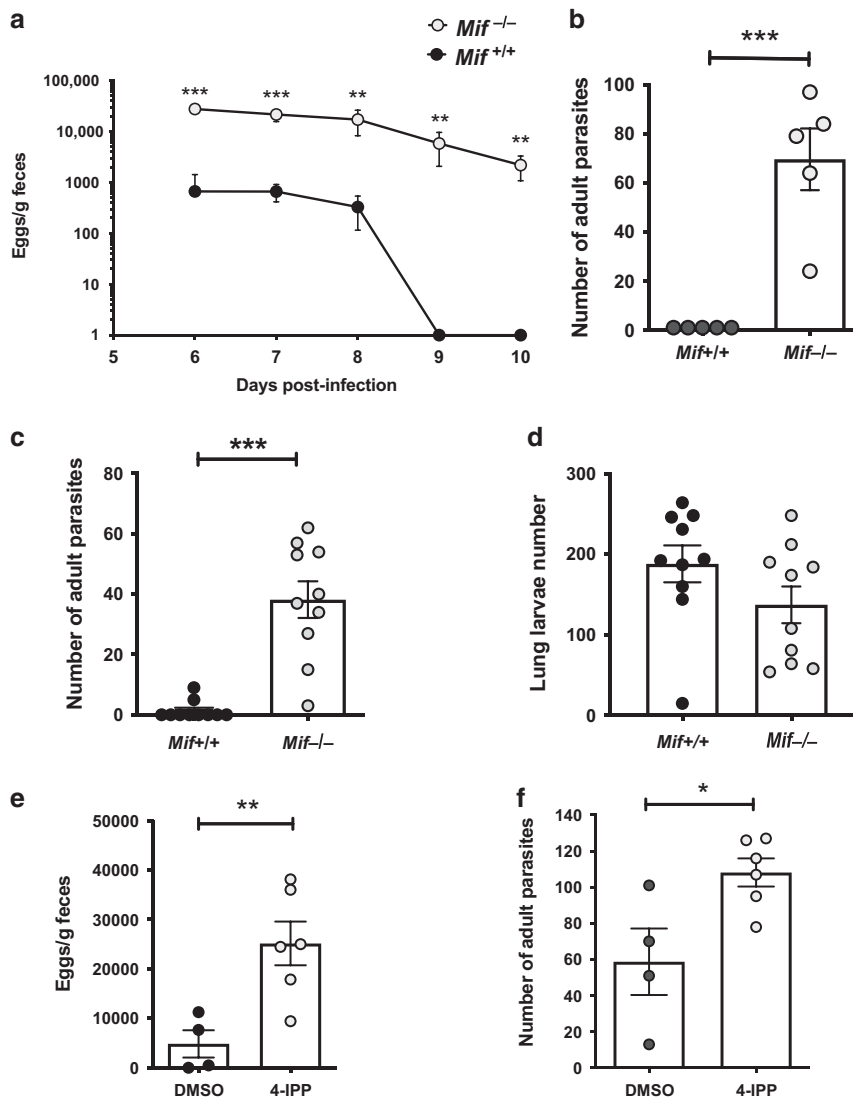 a
Mif –/–
Mif +/+
100,000
10,000
1000
100
10
1
Eggs/g feces
*** *** ** ** **
5 6 7 8 9 10
Days post-infection
b
***
100
80
60
40
20
0
Number of adult parasites
Mif+/+ Mif–/–
c
***
80
60
40
20
0
Number of adult parasites
Mif+/+ Mif–/–
d
300
200
100
0
Lung larvae number
Mif+/+ Mif–/–
e
**
50000
40000
30000
20000
10000
0
Eggs/g feces
DMSO 4-IPP
f
*
140
120
100
80
60
40
20
0
Number of adult parasites
DMSO 4-IPP